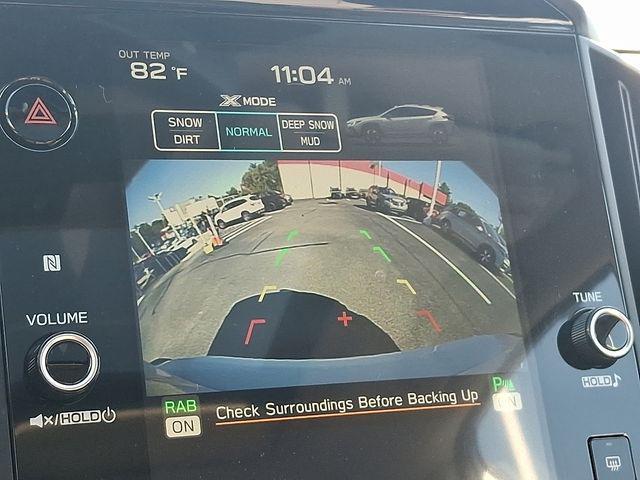 OUT TEMP
82 °F
11:04 AM
X MODE
SNOW DIRT
NORMAL
DEEP SNOW MUD
VOLUME
TUNE
HOLD
HOLD
RAB
ON
Check Surroundings Before Backing Up
ON